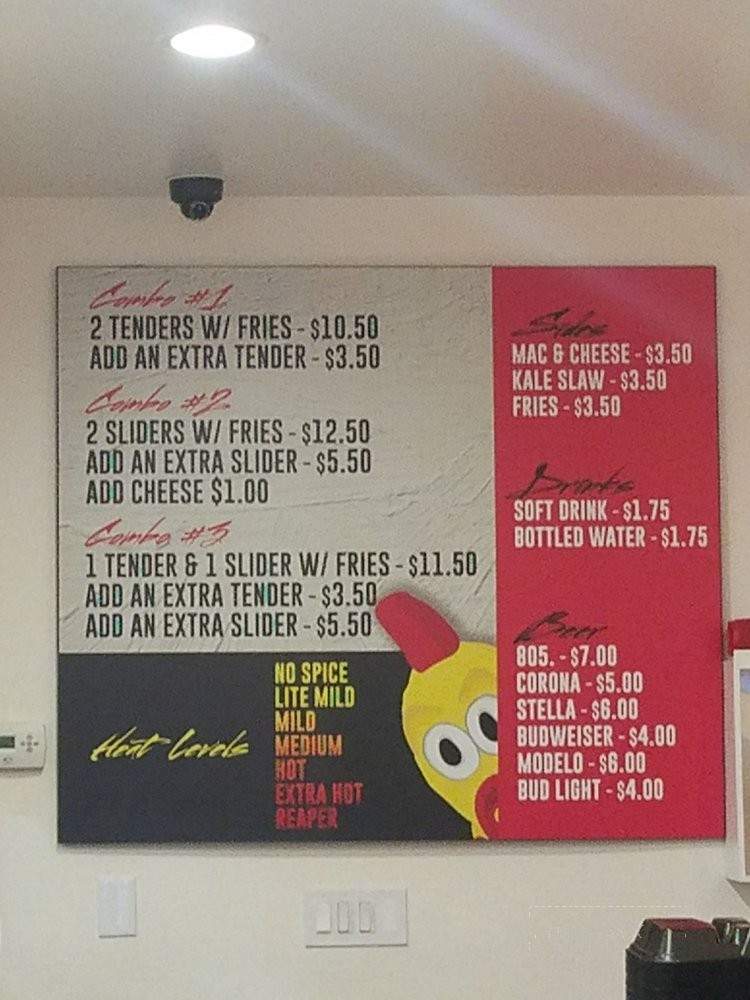 Combo #1
2 TENDERS W/ FRIES - $10.50
ADD AN EXTRA TENDER - $3.50
Combo #2
2 SLIDERS W/ FRIES - $12.50
ADD AN EXTRA SLIDER - $5.50
ADD CHEESE $1.00
Combo #3
1 TENDER & 1 SLIDER W/ FRIES - $11.50
ADD AN EXTRA TENDER - $3.50
ADD AN EXTRA SLIDER - $5.50
Heat Levels
NO SPICE
LITE MILD
MILD
MEDIUM
HOT
EXTRA HOT
REAPER
Sides
MAC & CHEESE - $3.50
KALE SLAW - $3.50
FRIES - $3.50
Drinks
SOFT DRINK - $1.75
BOTTLED WATER - $1.75
Beer
805. - $7.00
CORONA - $5.00
STELLA - $6.00
BUDWEISER - $4.00
MODELO - $6.00
BUD LIGHT - $4.00